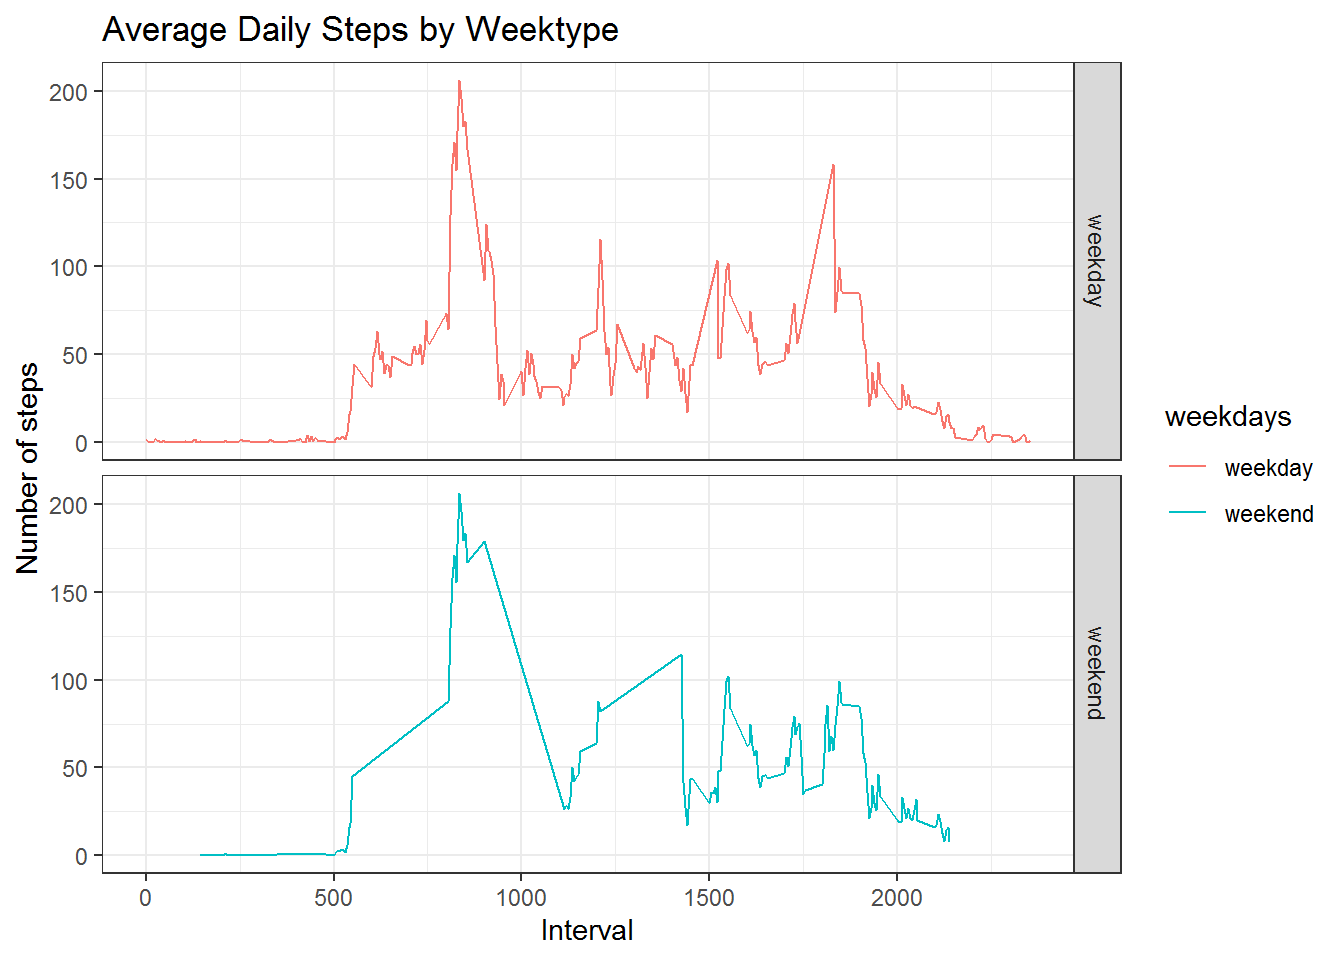 Average Daily Steps by Weektype
Number of steps
200
150
100
50
0
weekday
200
150
100
50
0
weekend
0 500 1000 1500 2000
Interval
weekdays
weekday
weekend